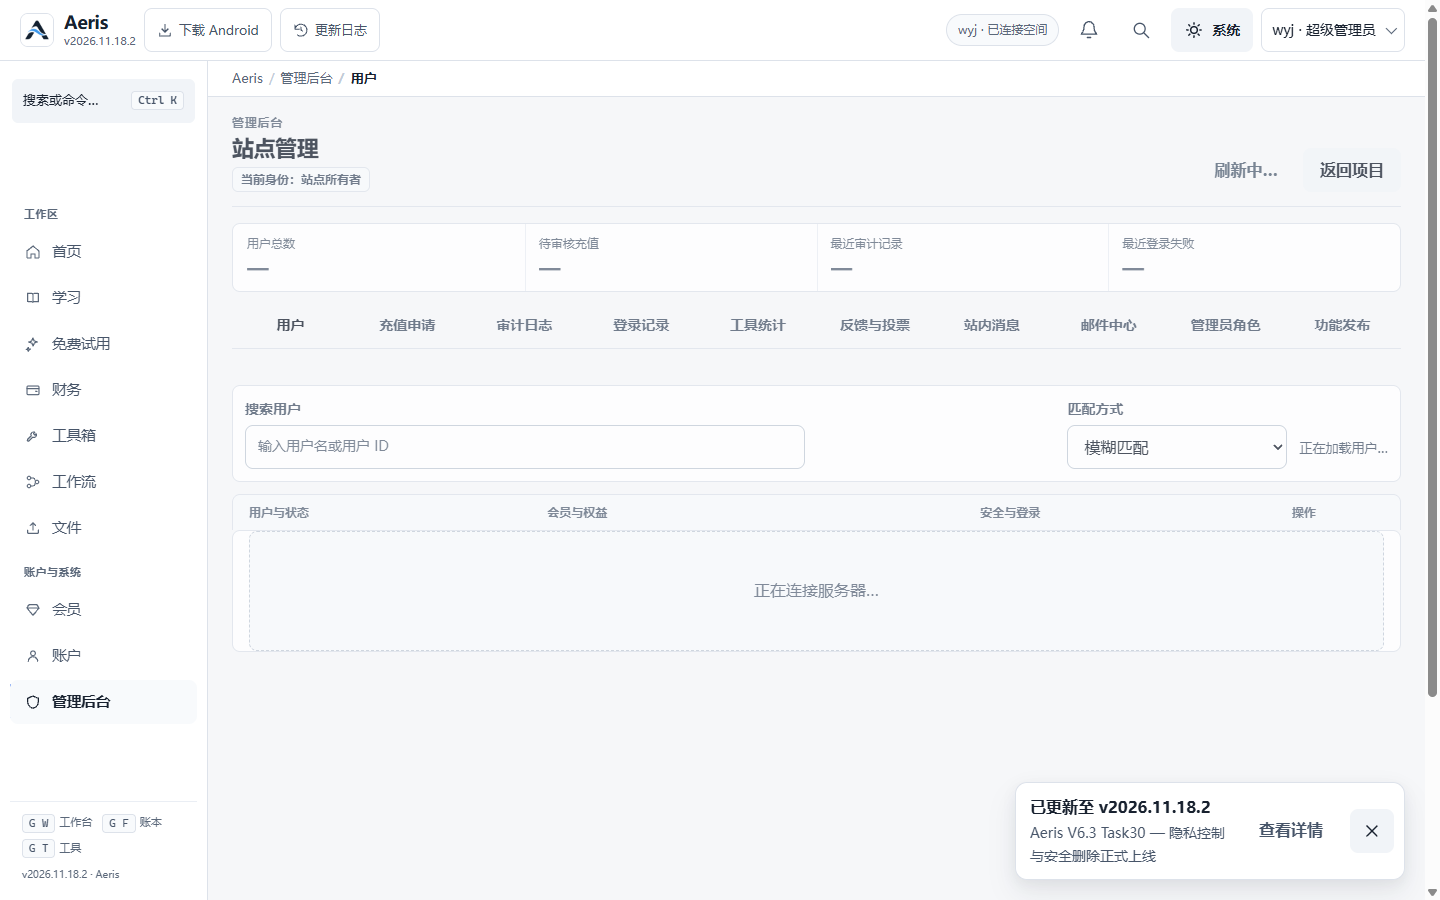 Aeris
v2026.11.18.2
下载 Android
更新日志
wyj · 已连接空间
系统
wyj · 超级管理员
搜索或命令...
Ctrl K
工作区
首页
学习
免费试用
财务
工具箱
工作流
文件
账户与系统
会员
账户
管理后台
G W 工作台 G F 账本
G T 工具
v2026.11.18.2 · Aeris
Aeris / 管理后台 / 用户
管理后台
站点管理
当前身份：站点所有者
刷新中...
返回项目
用户总数
—
待审核充值
—
最近审计记录
—
最近登录失败
—
用户 充值申请 审计日志 登录记录 工具统计 反馈与投票 站内消息 邮件中心 管理员角色 功能发布
搜索用户
输入用户名或用户 ID
匹配方式
模糊匹配
正在加载用户...
用户与状态 会员与权益 安全与登录 操作
正在连接服务器...
已更新至 v2026.11.18.2
Aeris V6.3 Task30 — 隐私控制
与安全删除正式上线
查看详情